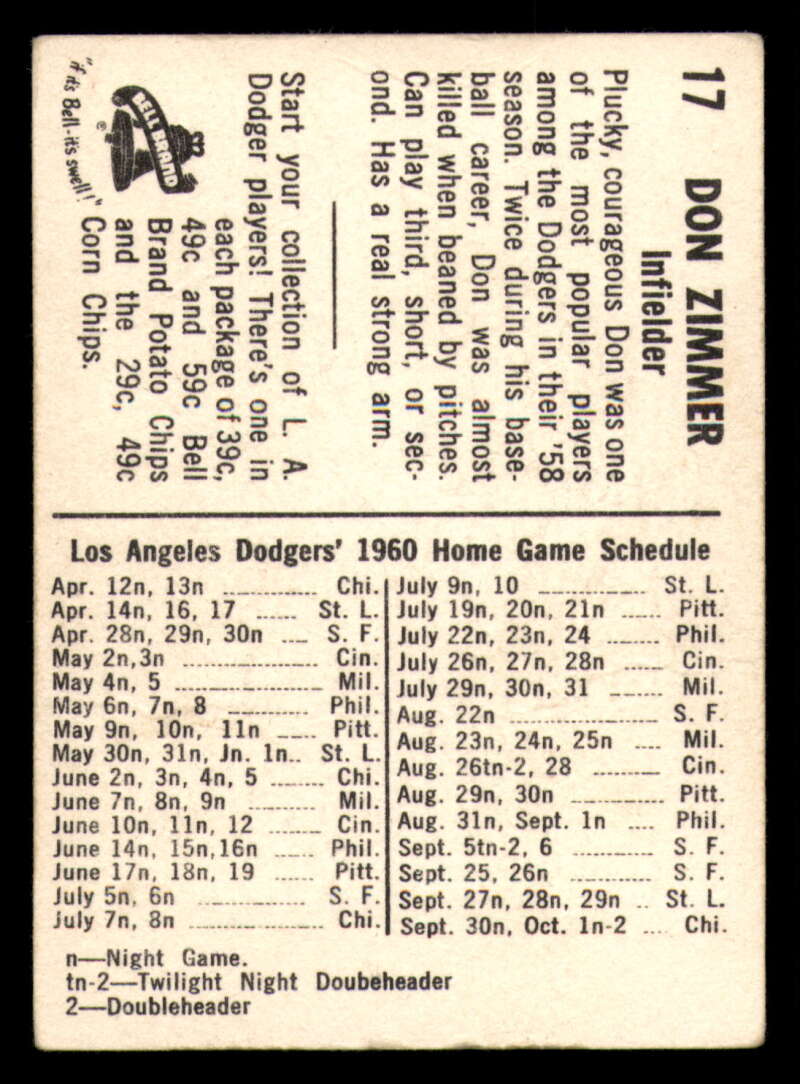 17 DON ZIMMER
Infielder
Plucky, courageous Don was one
of the most popular players
among the Dodgers in their '58
season. Twice during his base-
ball career, Don was almost
killed when beaned by pitches.
Can play third, short, or sec-
ond. Has a real strong arm.
Start your collection of L. A.
Dodger players! There's one in
each package of 39c,
49c and 59c Bell
Brand Potato Chips
and the 29c, 49c
Corn Chips.
BELL BRAND
®
"if it's Bell-it's swell!"
Los Angeles Dodgers' 1960 Home Game Schedule
Apr. 12n, 13n ............ Chi.
Apr. 14n, 16, 17 ...... St. L.
Apr. 28n, 29n, 30n .... S. F.
May 2n,3n .................. Cin.
May 4n, 5 .................... Mil.
May 6n, 7n, 8 .......... Phil.
May 9n, 10n, 11n ..... Pitt.
May 30n, 31n, Jn. 1n.. St. L.
June 2n, 3n, 4n, 5 ....... Chi.
June 7n, 8n, 9n ......... Mil.
June 10n, 11n, 12 ....... Cin.
June 14n, 15n,16n ..... Phil.
June 17n, 18n, 19 ...... Pitt.
July 5n, 6n .............. S. F.
July 7n, 8n .................. Chi.
July 9n, 10 .............. St. L.
July 19n, 20n, 21n ...... Pitt.
July 22n, 23n, 24 ....... Phil.
July 26n, 27n, 28n ..... Cin.
July 29n, 30n, 31 ....... Mil.
Aug. 22n .................... S. F.
Aug. 23n, 24n, 25n .... Mil.
Aug. 26tn-2, 28 ......... Cin.
Aug. 29n, 30n ............ Pitt.
Aug. 31n, Sept. 1n .... Phil.
Sept. 5tn-2, 6 ........... S. F.
Sept. 25, 26n ............ S. F.
Sept. 27n, 28n, 29n .. St. L.
Sept. 30n, Oct. 1n-2 .... Chi.
n—Night Game.
tn-2—Twilight Night Doubeheader
2—Doubleheader